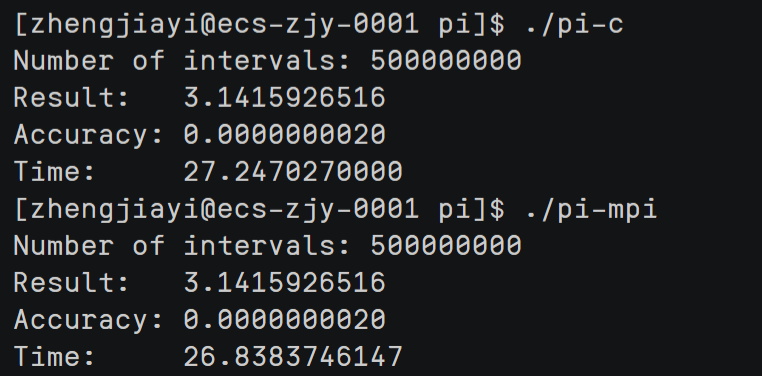 [zhengjiayi@ecs-zjy-0001 pi]$ ./pi-c
Number of intervals: 500000000
Result:   3.1415926516
Accuracy: 0.0000000020
Time:     27.2470270000
[zhengjiayi@ecs-zjy-0001 pi]$ ./pi-mpi
Number of intervals: 500000000
Result:   3.1415926516
Accuracy: 0.0000000020
Time:     26.8383746147